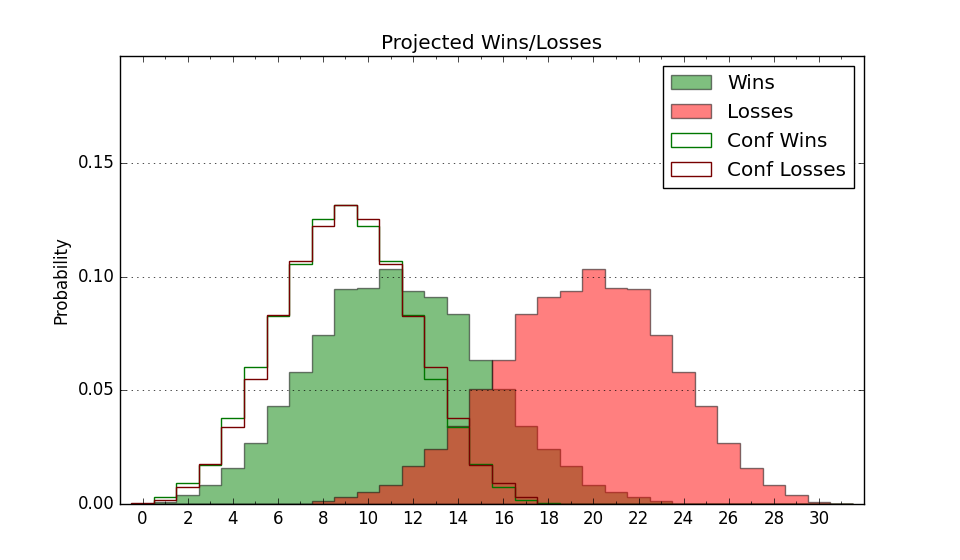 Projected Wins/Losses
Wins
Losses
Conf Wins
Conf Losses
Probability
0.15
0.10
0.05
0.00
0 2 4 6 8 10 12 14 16 18 20 22 24 26 28 30